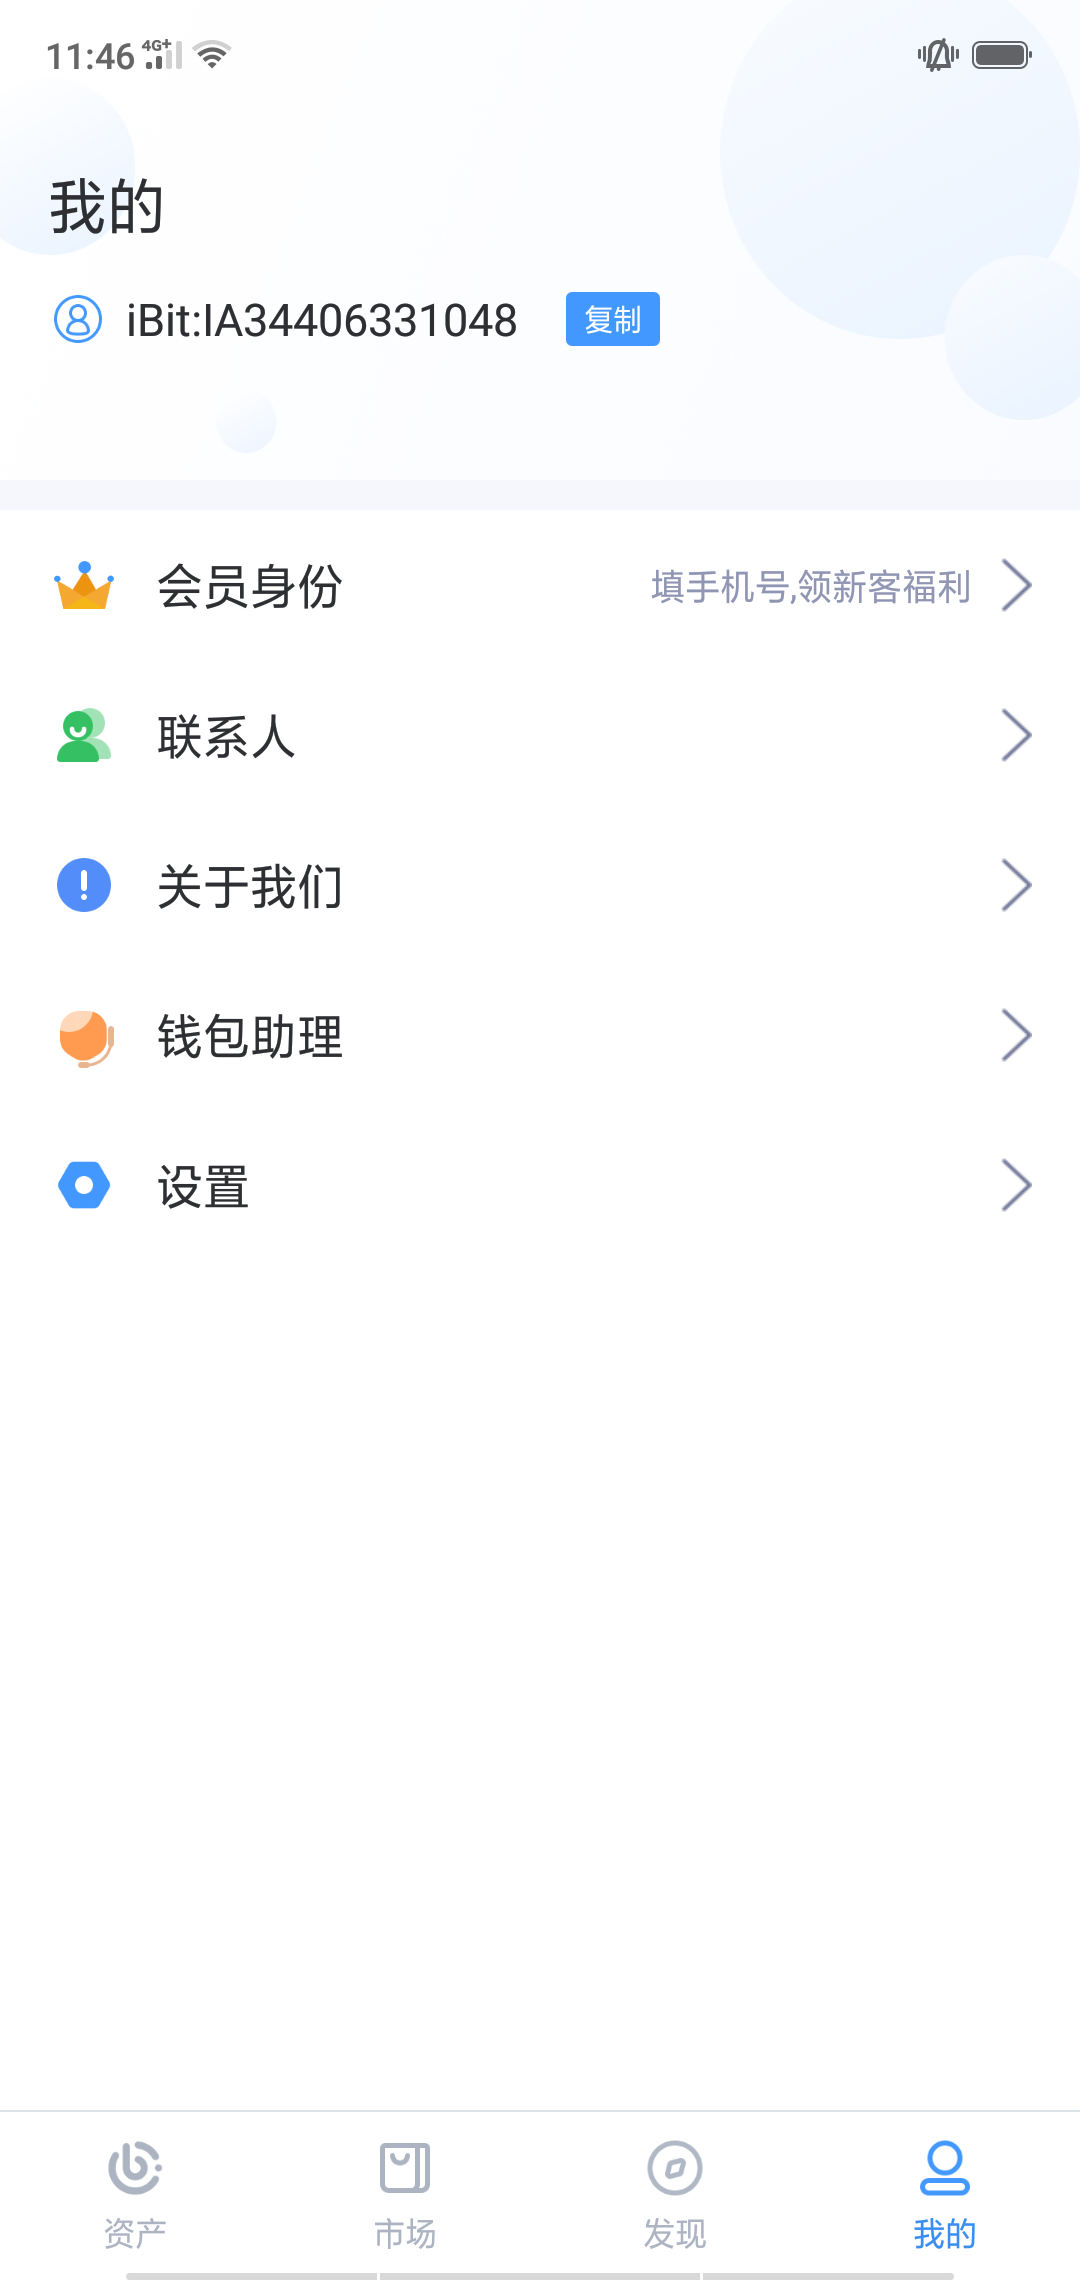 11:46 4G+
我的
iBit:IA34406331048 复制
会员身份 填手机号,领新客福利
联系人
关于我们
钱包助理
设置
资产 市场 发现 我的